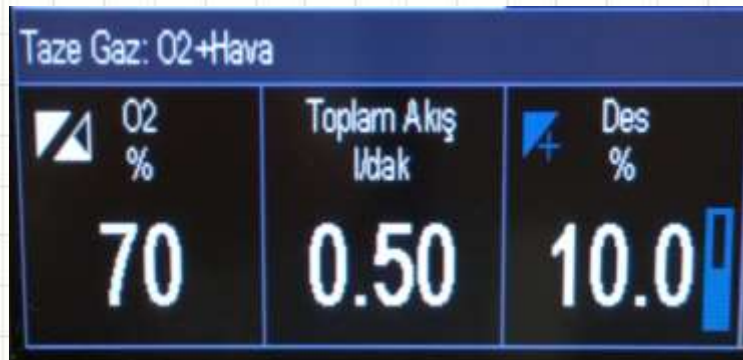 Taze Gaz: O2+Hava
O2
%
70
Toplam Akış
l/dak
0.50
Des
%
10.0